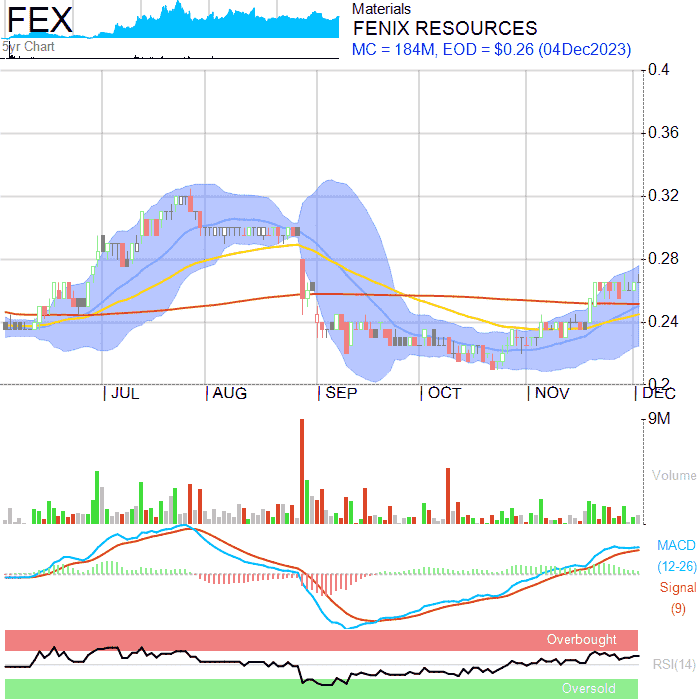 FEX
5yr Chart
Materials
FENIX RESOURCES
MC = 184M, EOD = $0.26 (04Dec2023)
0.4
0.36
0.32
0.28
0.24
0.2
JUL AUG SEP OCT NOV DEC
9M
Volume
MACD
(12-26)
Signal
(9)
Overbought
RSI(14)
Oversold